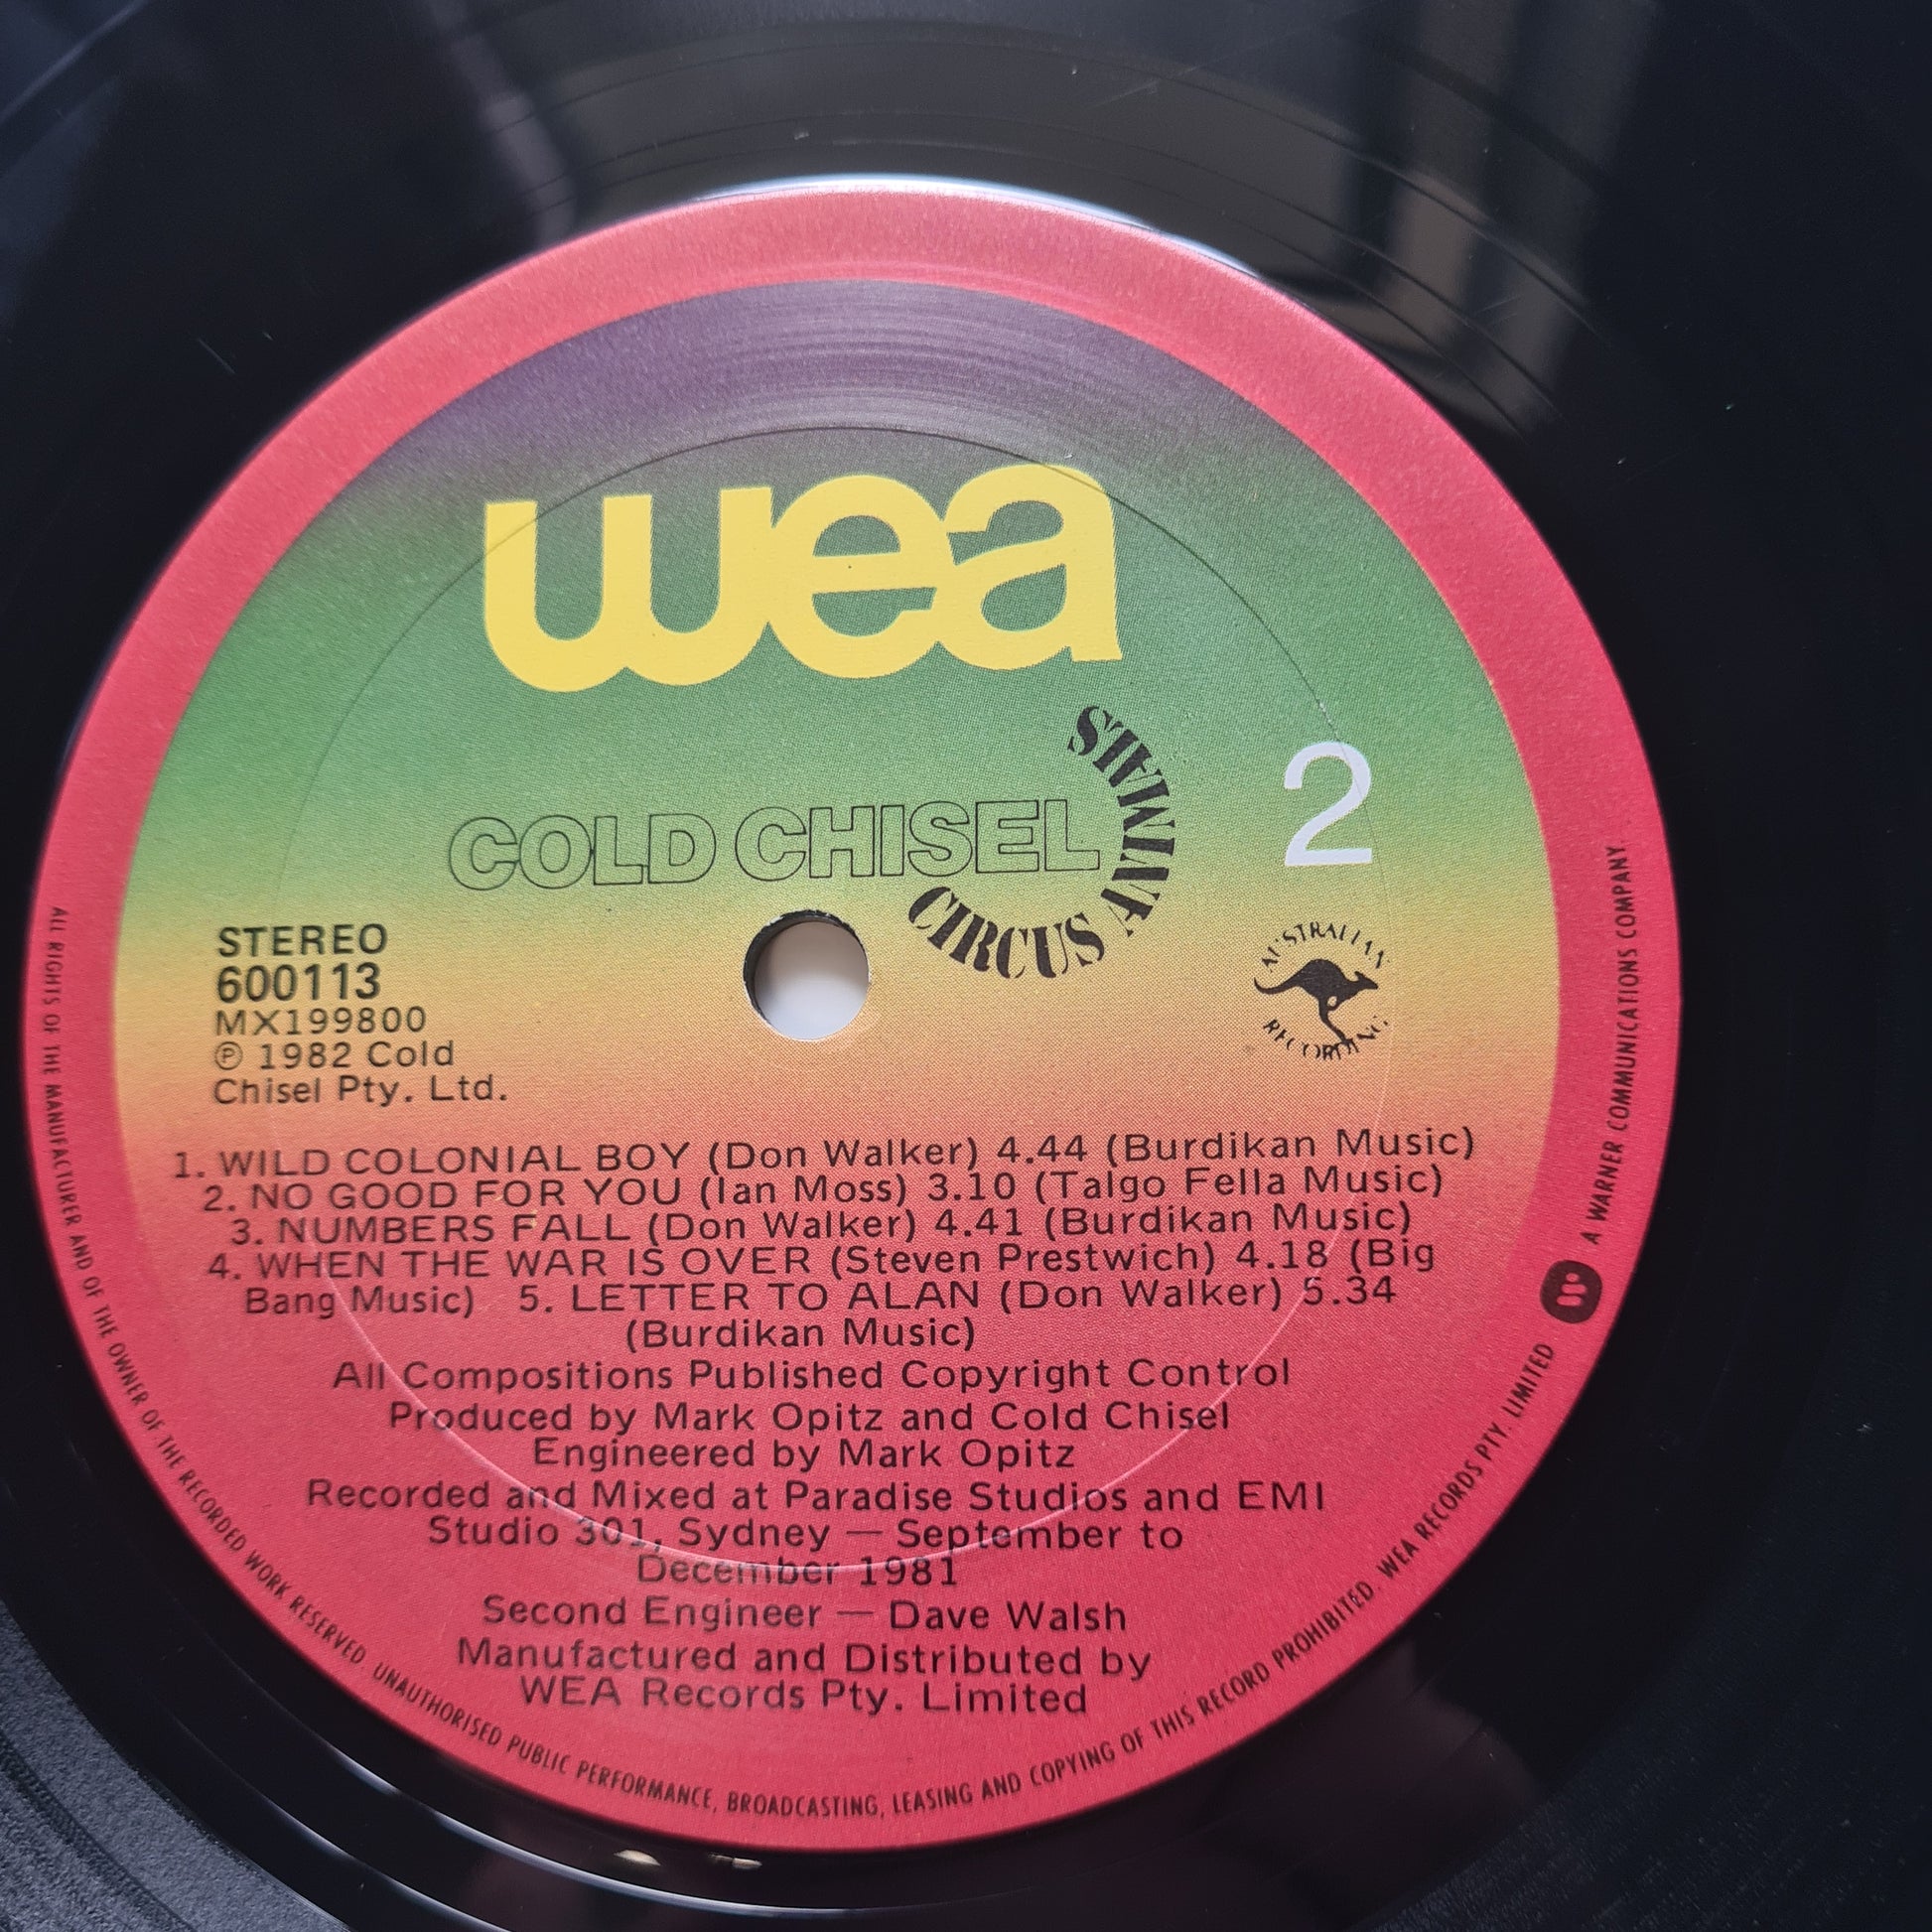 wea
COLD CHISEL
CIRCUS ANIMALS
2
STEREO
600113
MX199800
℗ 1982 Cold
Chisel Pty. Ltd.
AUSTRALIAN
RECORDING
1. WILD COLONIAL BOY (Don Walker) 4.44 (Burdikan Music)
2. NO GOOD FOR YOU (Ian Moss) 3.10 (Talgo Fella Music)
3. NUMBERS FALL (Don Walker) 4.41 (Burdikan Music)
4. WHEN THE WAR IS OVER (Steven Prestwich) 4.18 (Big
Bang Music) 5. LETTER TO ALAN (Don Walker) 5.34
(Burdikan Music)
All Compositions Published Copyright Control
Produced by Mark Opitz and Cold Chisel
Engineered by Mark Opitz
Recorded and Mixed at Paradise Studios and EMI
Studio 301, Sydney — September to
December 1981
Second Engineer — Dave Walsh
Manufactured and Distributed by
WEA Records Pty. Limited
ALL RIGHTS OF THE MANUFACTURER AND OF THE OWNER OF THE RECORDED WORK RESERVED. UNAUTHORISED PUBLIC PERFORMANCE, BROADCASTING, LEASING AND COPYING OF THIS RECORD PROHIBITED. WEA RECORDS PTY. LIMITED A WARNER COMMUNICATIONS COMPANY